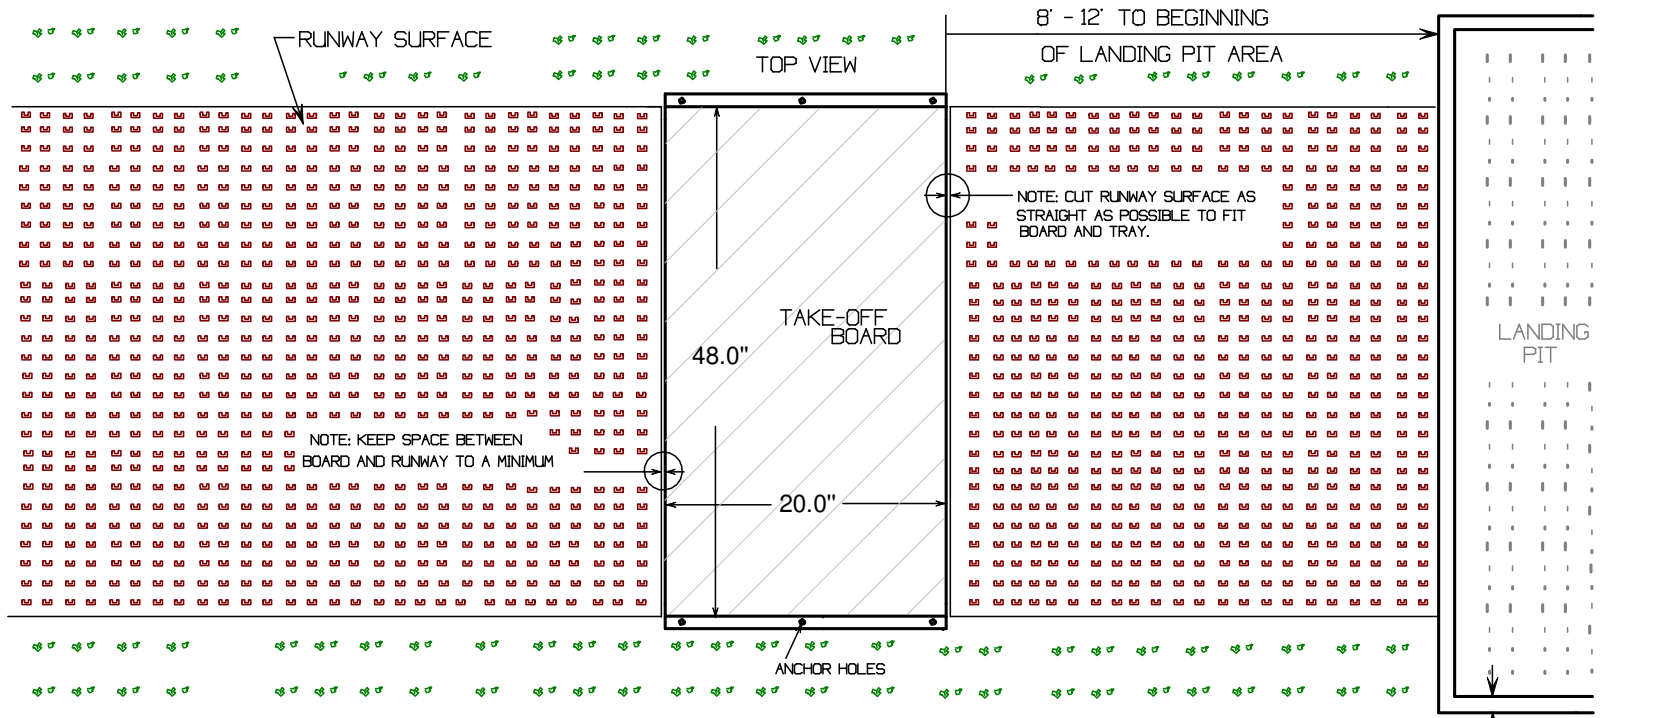 8' - 12' TO BEGINNING
OF LANDING PIT AREA
RUNWAY SURFACE
TOP VIEW
NOTE: CUT RUNWAY SURFACE AS
STRAIGHT AS POSSIBLE TO FIT
BOARD AND TRAY.
TAKE-OFF
BOARD
48.0"
LANDING
PIT
NOTE: KEEP SPACE BETWEEN
BOARD AND RUNWAY TO A MINIMUM
20.0"
ANCHOR HOLES